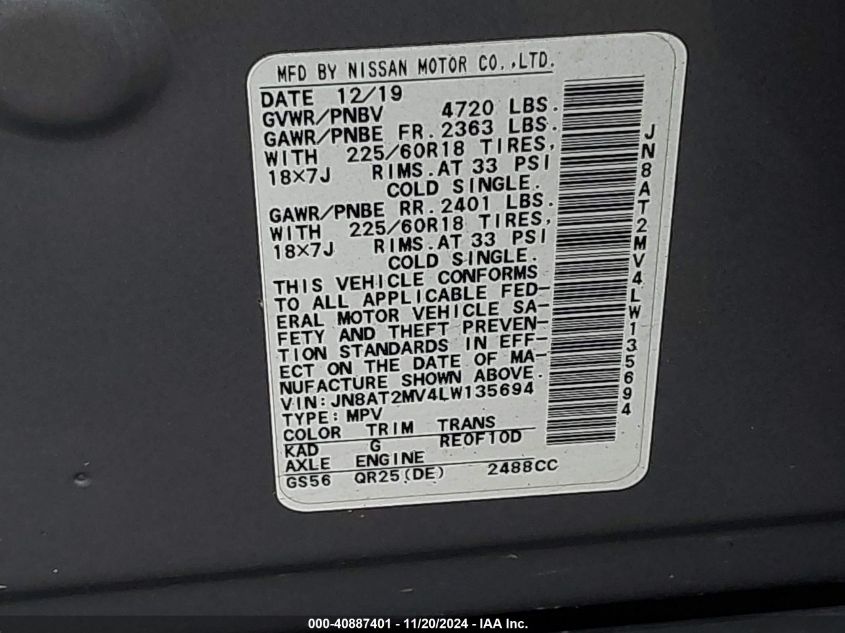 MFD BY NISSAN MOTOR CO.,LTD.
DATE 12/19
GVWR/PNBV 4720 LBS.
GAWR/PNBE FR. 2363 LBS.
WITH 225/60R18 TIRES,
18×7J RIMS.AT 33 PSI
COLD SINGLE.
GAWR/PNBE RR. 2401 LBS.
WITH 225/60R18 TIRES,
18×7J RIMS.AT 33 PSI
COLD SINGLE.
THIS VEHICLE CONFORMS
TO ALL APPLICABLE FED-
ERAL MOTOR VEHICLE SA-
FETY AND THEFT PREVEN-
TION STANDARDS IN EFF-
ECT ON THE DATE OF MA-
NUFACTURE SHOWN ABOVE.
VIN:JN8AT2MV4LW135694
TYPE:MPV
COLOR TRIM TRANS
KAD G RE0F10D
AXLE ENGINE
GS56 QR25(DE) 2488CC
JN8AT2MV4LW135694
000-40887401 - 11/20/2024 - IAA Inc.